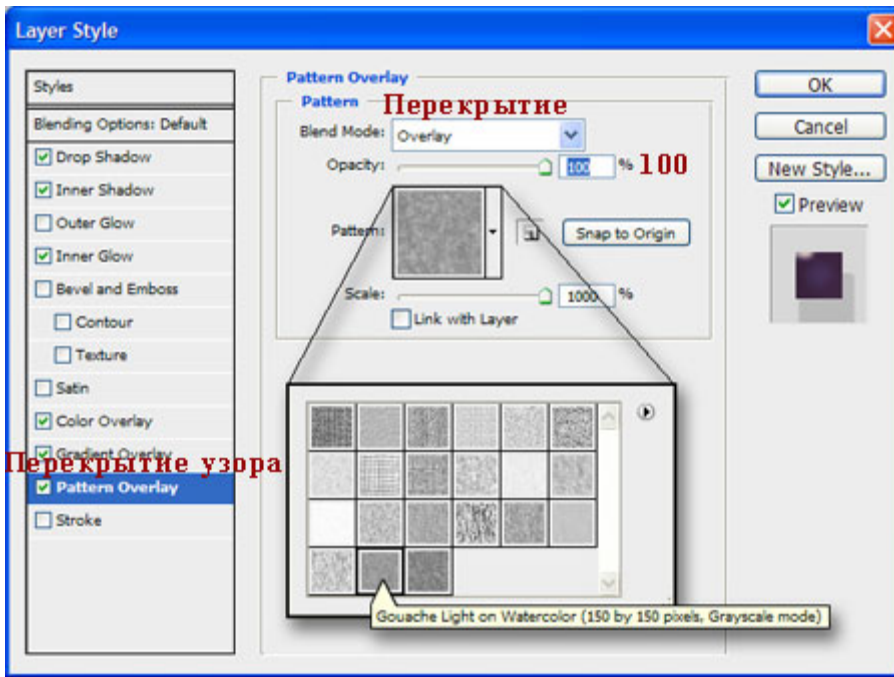 Layer Style
Styles
Blending Options: Default
Drop Shadow
Inner Shadow
Outer Glow
Inner Glow
Bevel and Emboss
Contour
Texture
Satin
Color Overlay
Gradient Overlay
Перекрытие узора
Pattern Overlay
Stroke
Pattern Overlay
Pattern
Перекрытие
Blend Mode: Overlay
Opacity: 100 % 100
Pattern: Snap to Origin
Scale: 1000 %
Link with Layer
Gouache Light on Watercolor (150 by 150 pixels, Grayscale mode)
OK
Cancel
New Style...
Preview